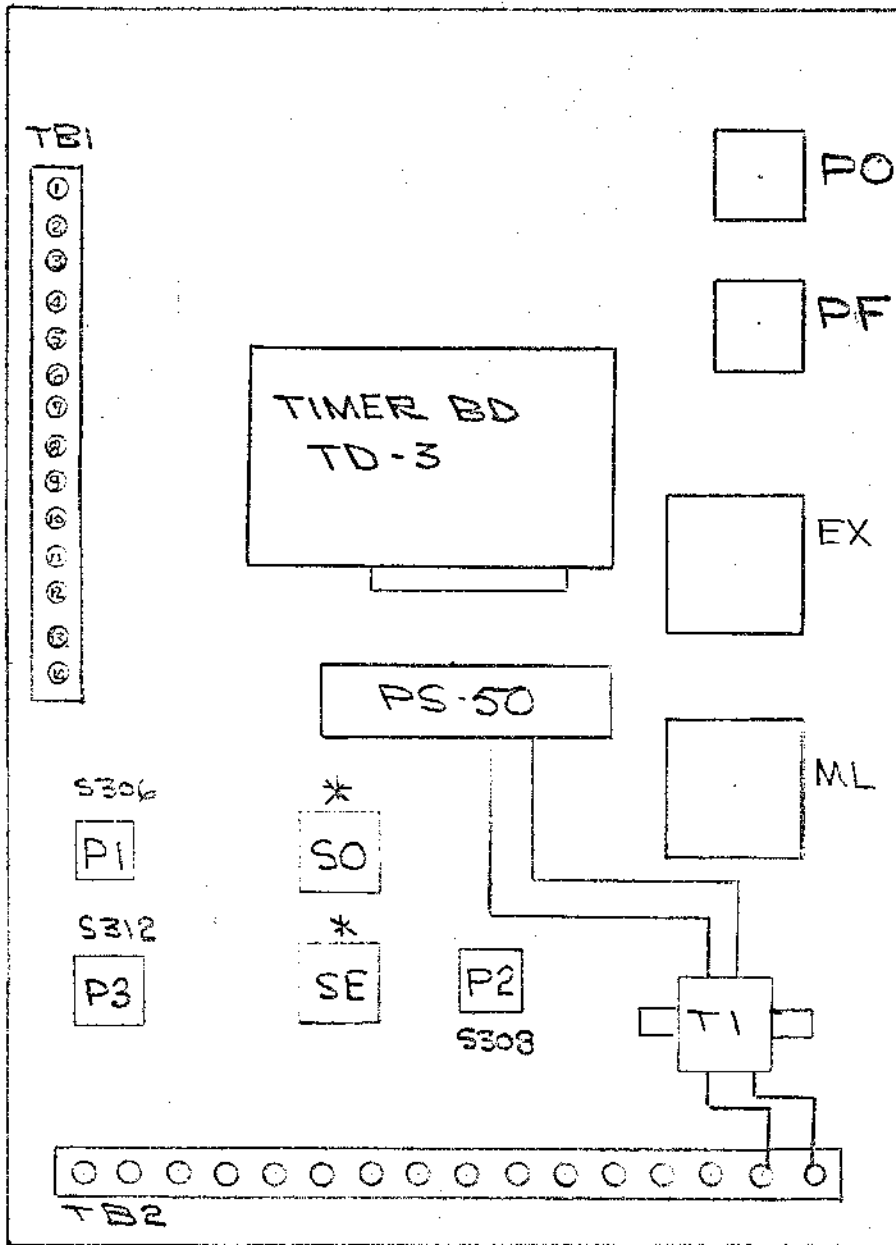 TB1
1
2
3
4
5
6
7
8
9
10
11
12
13
15
PO
PF
TIMER BD
TD-3
EX
PS-50
ML
S306
P1
*
SO
S312
P3
*
SE
P2
S308
T1
TB2